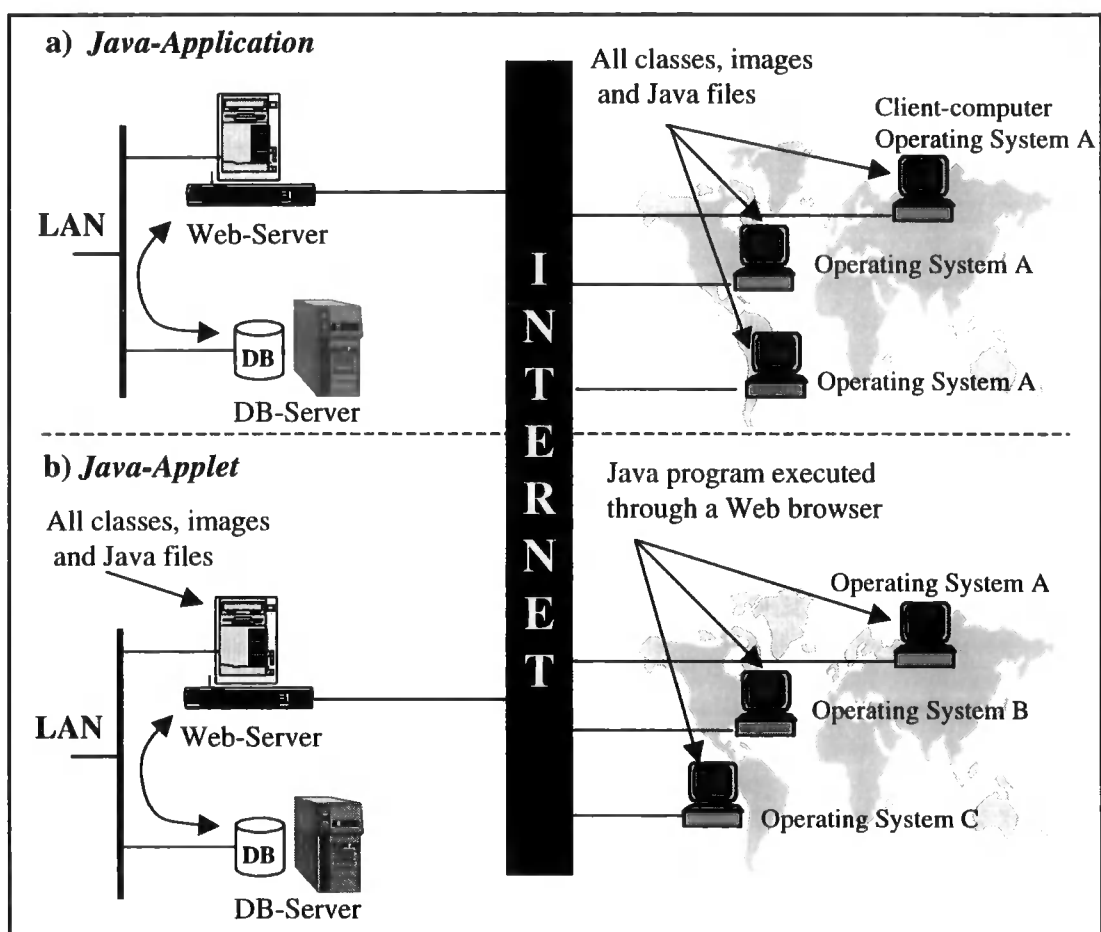 a) Java-Application
All classes, images
and Java files
Client-computer
Operating System A
LAN
Web-Server
Operating System A
DB
Operating System A
DB-Server
INTERNET
b) Java-Applet
Java program executed
through a Web browser
All classes, images
and Java files
Operating System A
LAN
Web-Server
Operating System B
DB
Operating System C
DB-Server